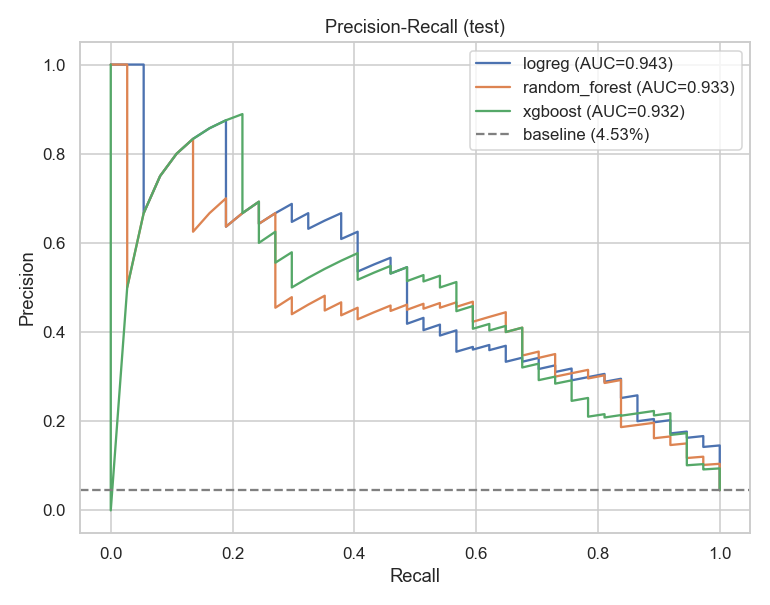 Precision-Recall (test)
logreg (AUC=0.943)
random_forest (AUC=0.933)
xgboost (AUC=0.932)
baseline (4.53%)
Precision
1.0
0.8
0.6
0.4
0.2
0.0
0.0 0.2 0.4 0.6 0.8 1.0
Recall